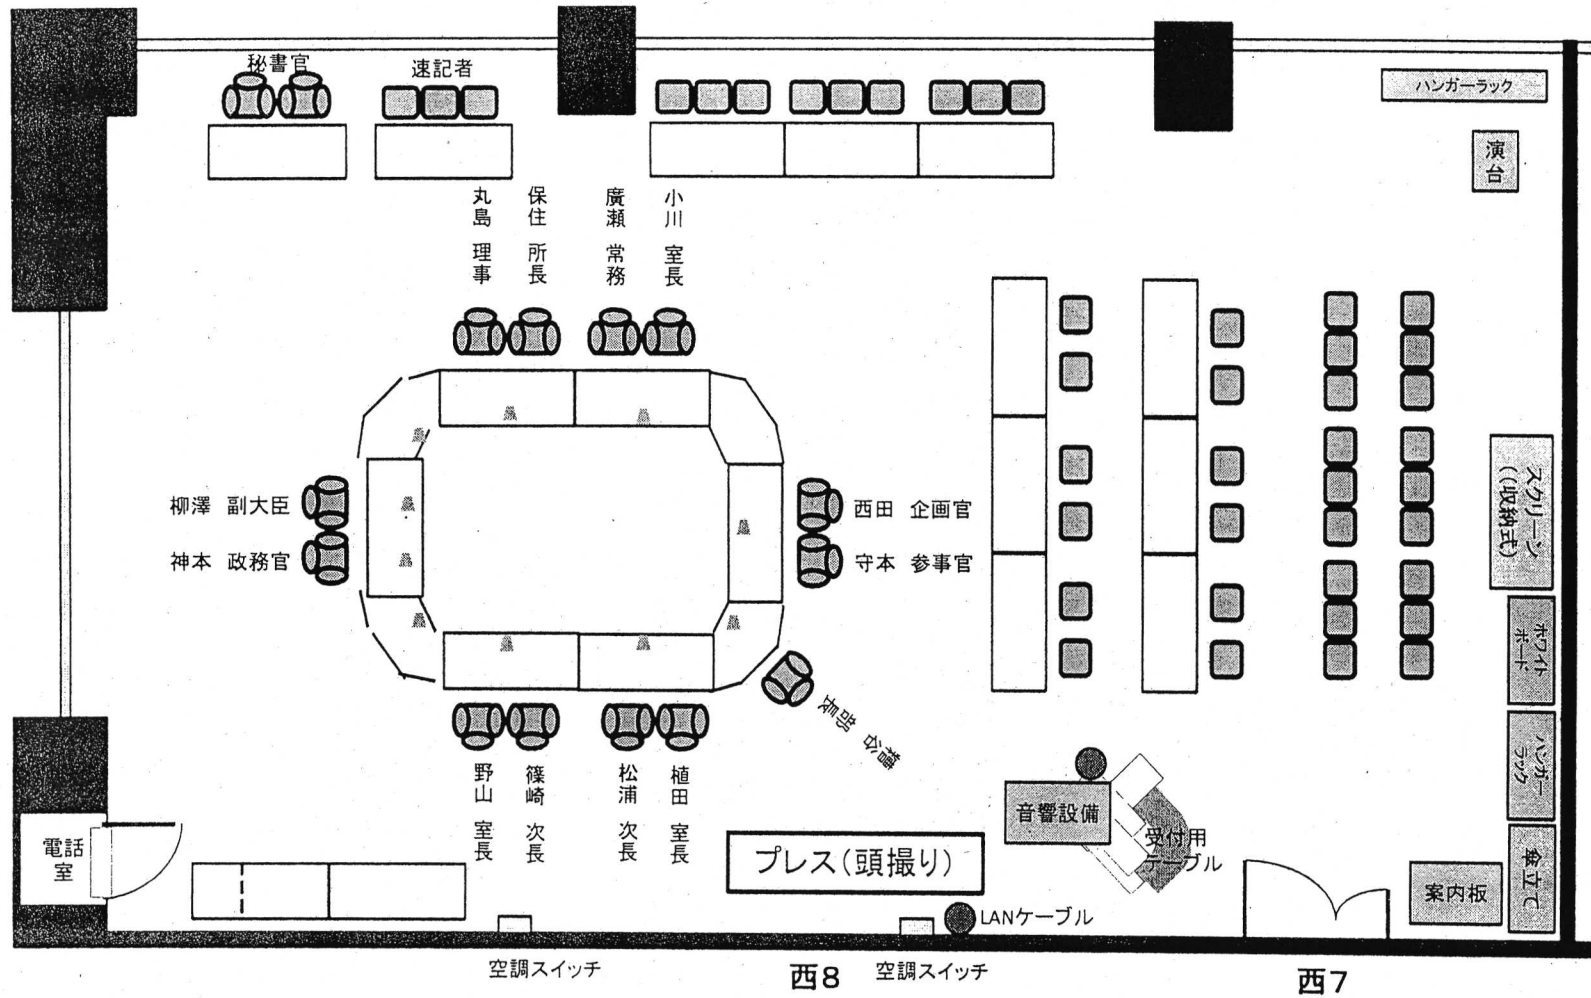 秘書官
速記者
ハンガーラック
演台
丸島 理事
保住 所長
廣瀬 常務
小川 室長
柳澤 副大臣
神本 政務官
西田 企画官
守本 参事官
スクリーン
(収納式)
ホワイト
ボード
ハンガー
ラック
傘立て
糟谷 部長
野山 室長
篠崎 次長
松浦 次長
植田 室長
音響設備
受付用
テーブル
プレス(頭撮り)
電話
室
案内板
LANケーブル
空調スイッチ
西8
空調スイッチ
西7